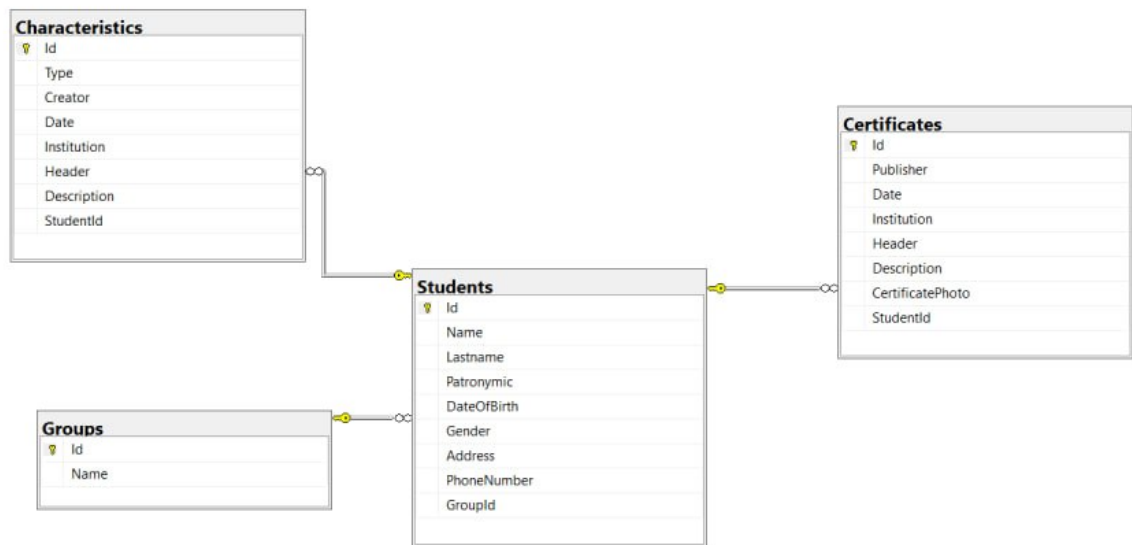 Characteristics
Id
Type
Creator
Date
Institution
Header
Description
StudentId
Certificates
Id
Publisher
Date
Institution
Header
Description
CertificatePhoto
StudentId
Students
Id
Name
Lastname
Patronymic
DateOfBirth
Gender
Address
PhoneNumber
GroupId
Groups
Id
Name